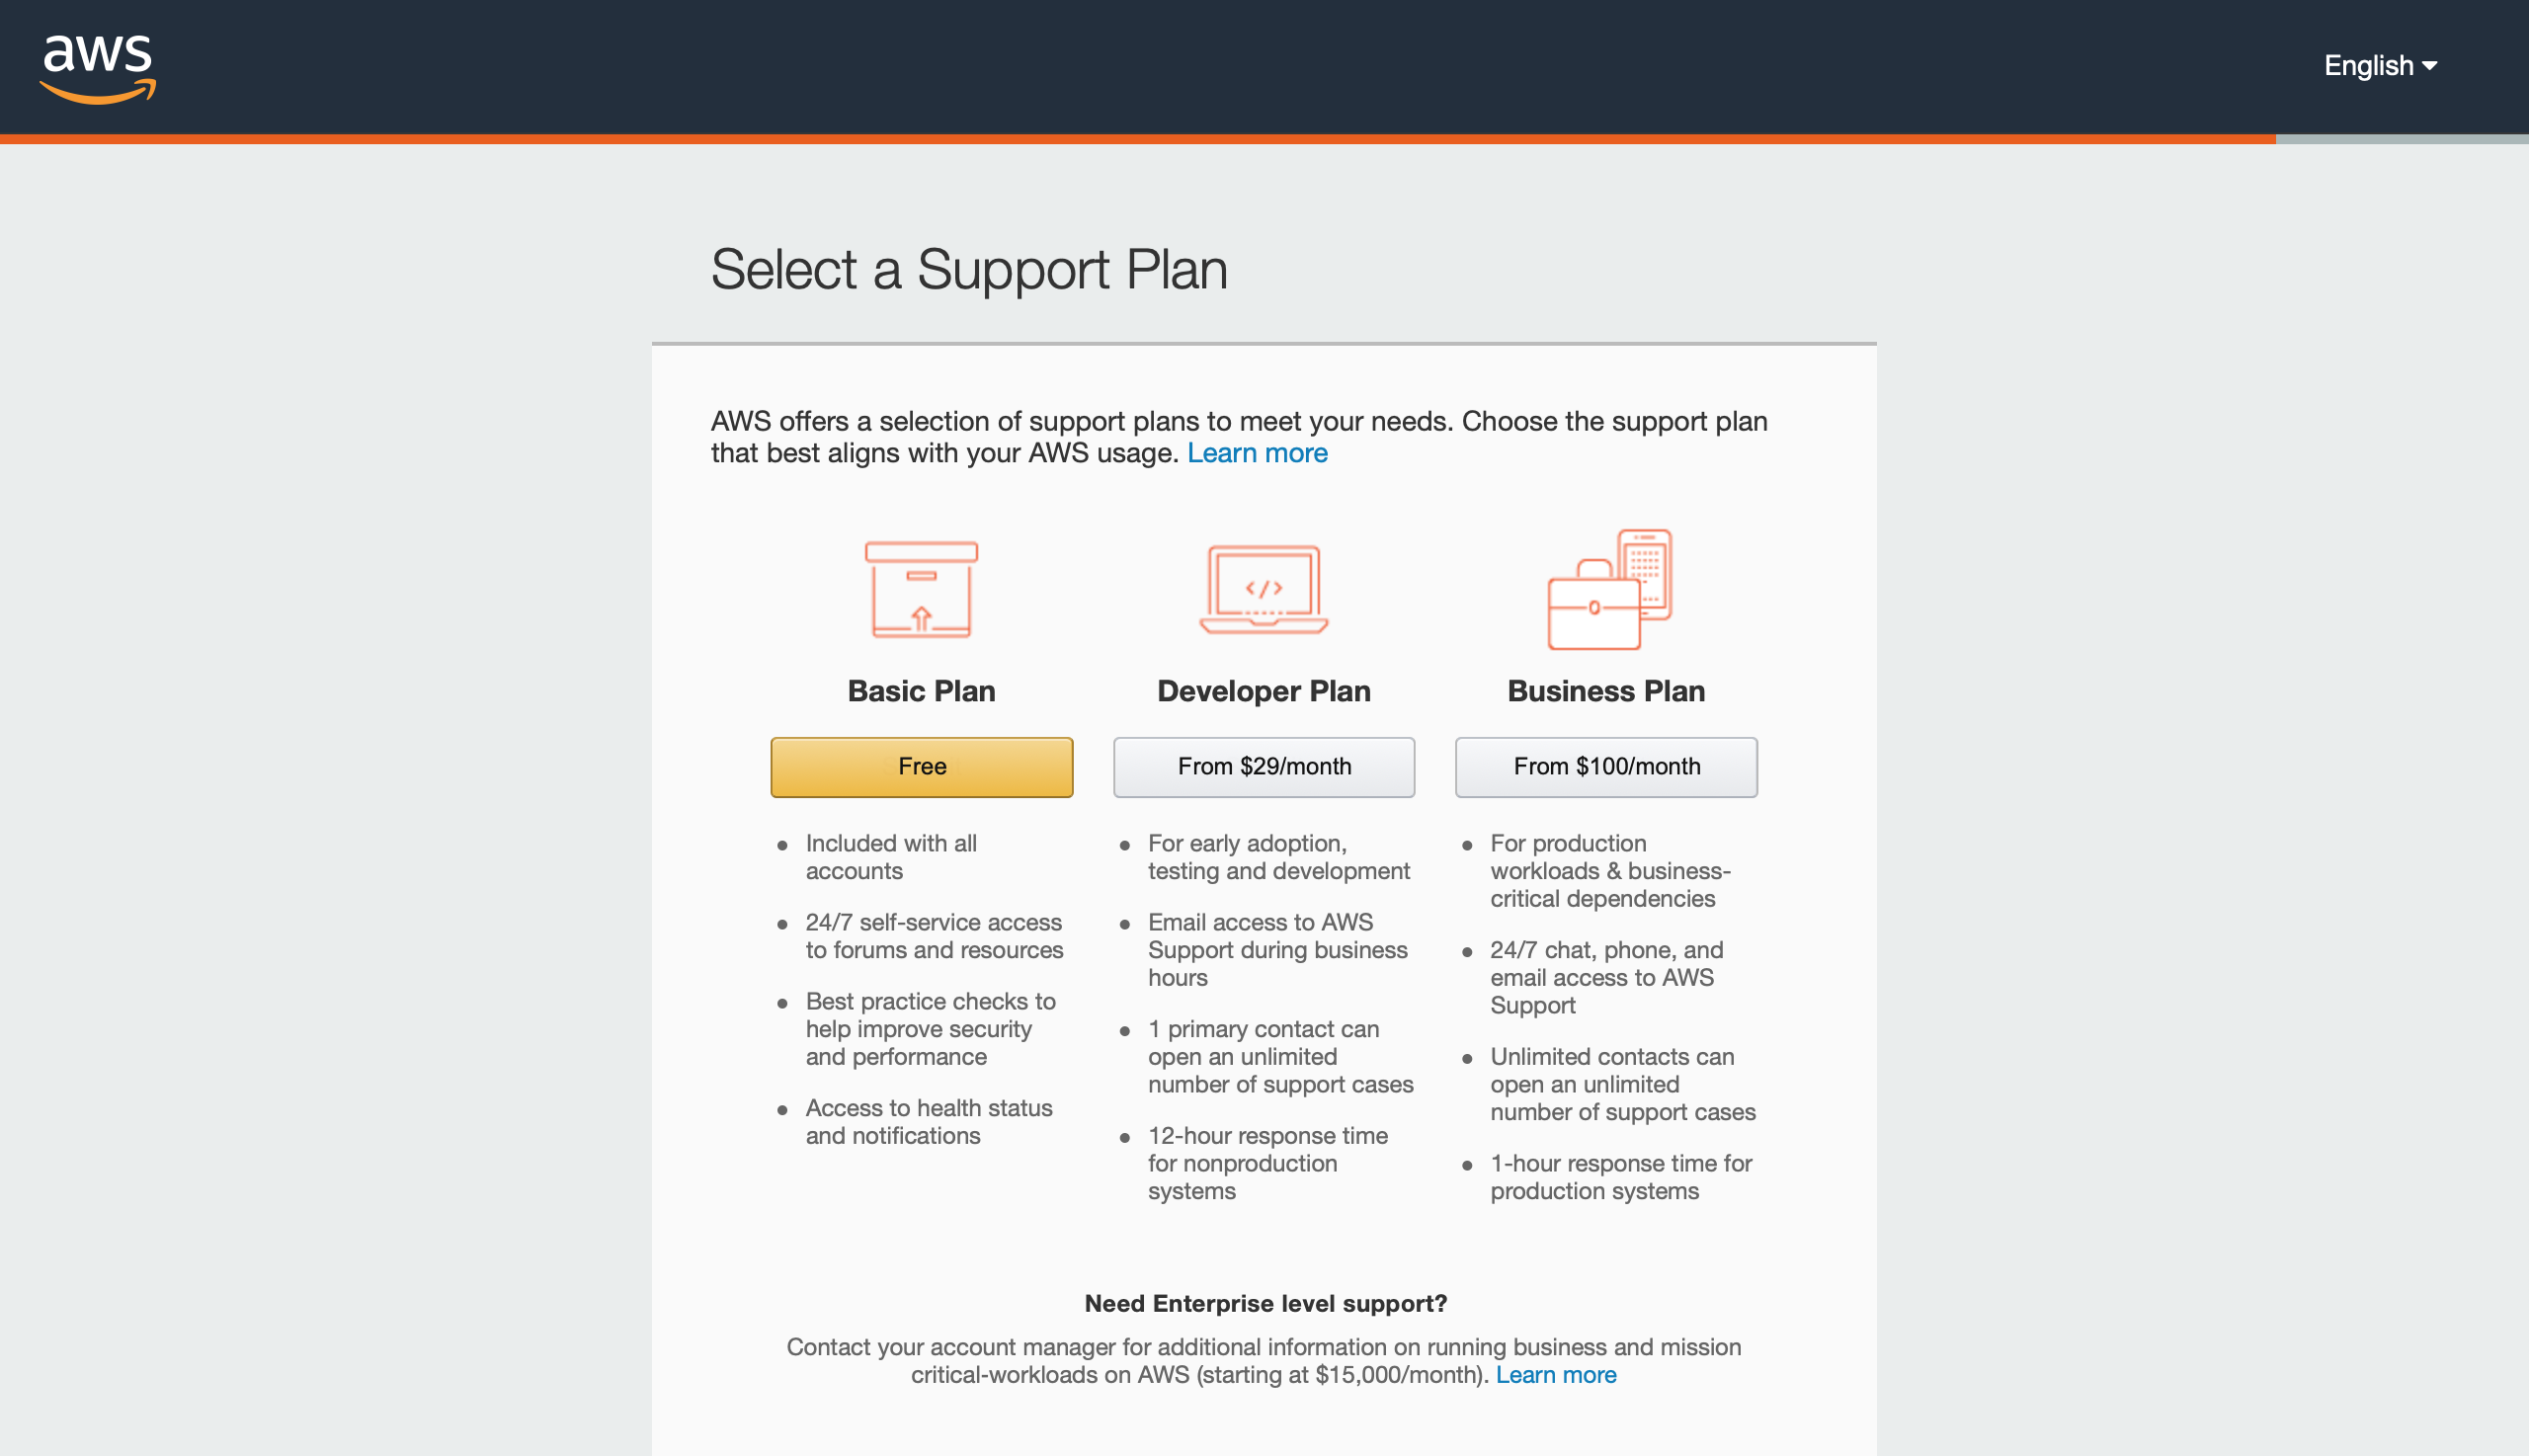 aws
English
Select a Support Plan
AWS offers a selection of support plans to meet your needs. Choose the support plan
that best aligns with your AWS usage. Learn more
</>
Basic Plan
Free
Included with all
accounts
24/7 self-service access
to forums and resources
Best practice checks to
help improve security
and performance
Access to health status
and notifications
Developer Plan
From $29/month
For early adoption,
testing and development
Email access to AWS
Support during business
hours
1 primary contact can
open an unlimited
number of support cases
12-hour response time
for nonproduction
systems
Business Plan
From $100/month
For production
workloads & business-
critical dependencies
24/7 chat, phone, and
email access to AWS
Support
Unlimited contacts can
open an unlimited
number of support cases
1-hour response time for
production systems
Need Enterprise level support?
Contact your account manager for additional information on running business and mission
critical-workloads on AWS (starting at $15,000/month). Learn more